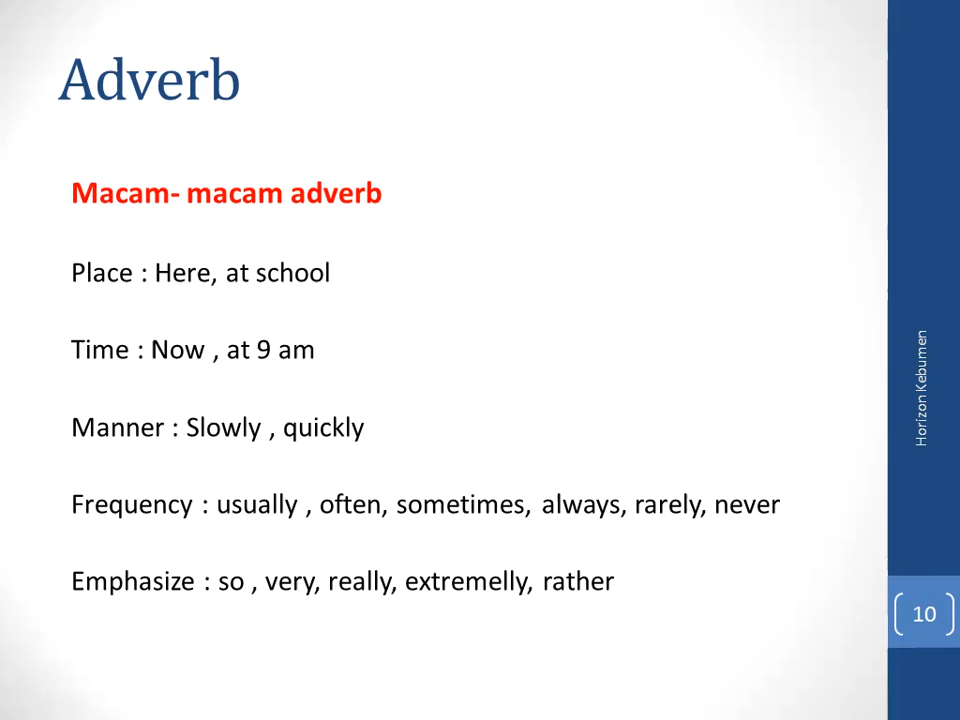 Adverb
Macam- macam adverb
Place : Here, at school
Time : Now , at 9 am
Manner : Slowly , quickly
Frequency : usually , often, sometimes, always, rarely, never
Emphasize : so , very, really, extremelly, rather
Horizon Kebumen
10